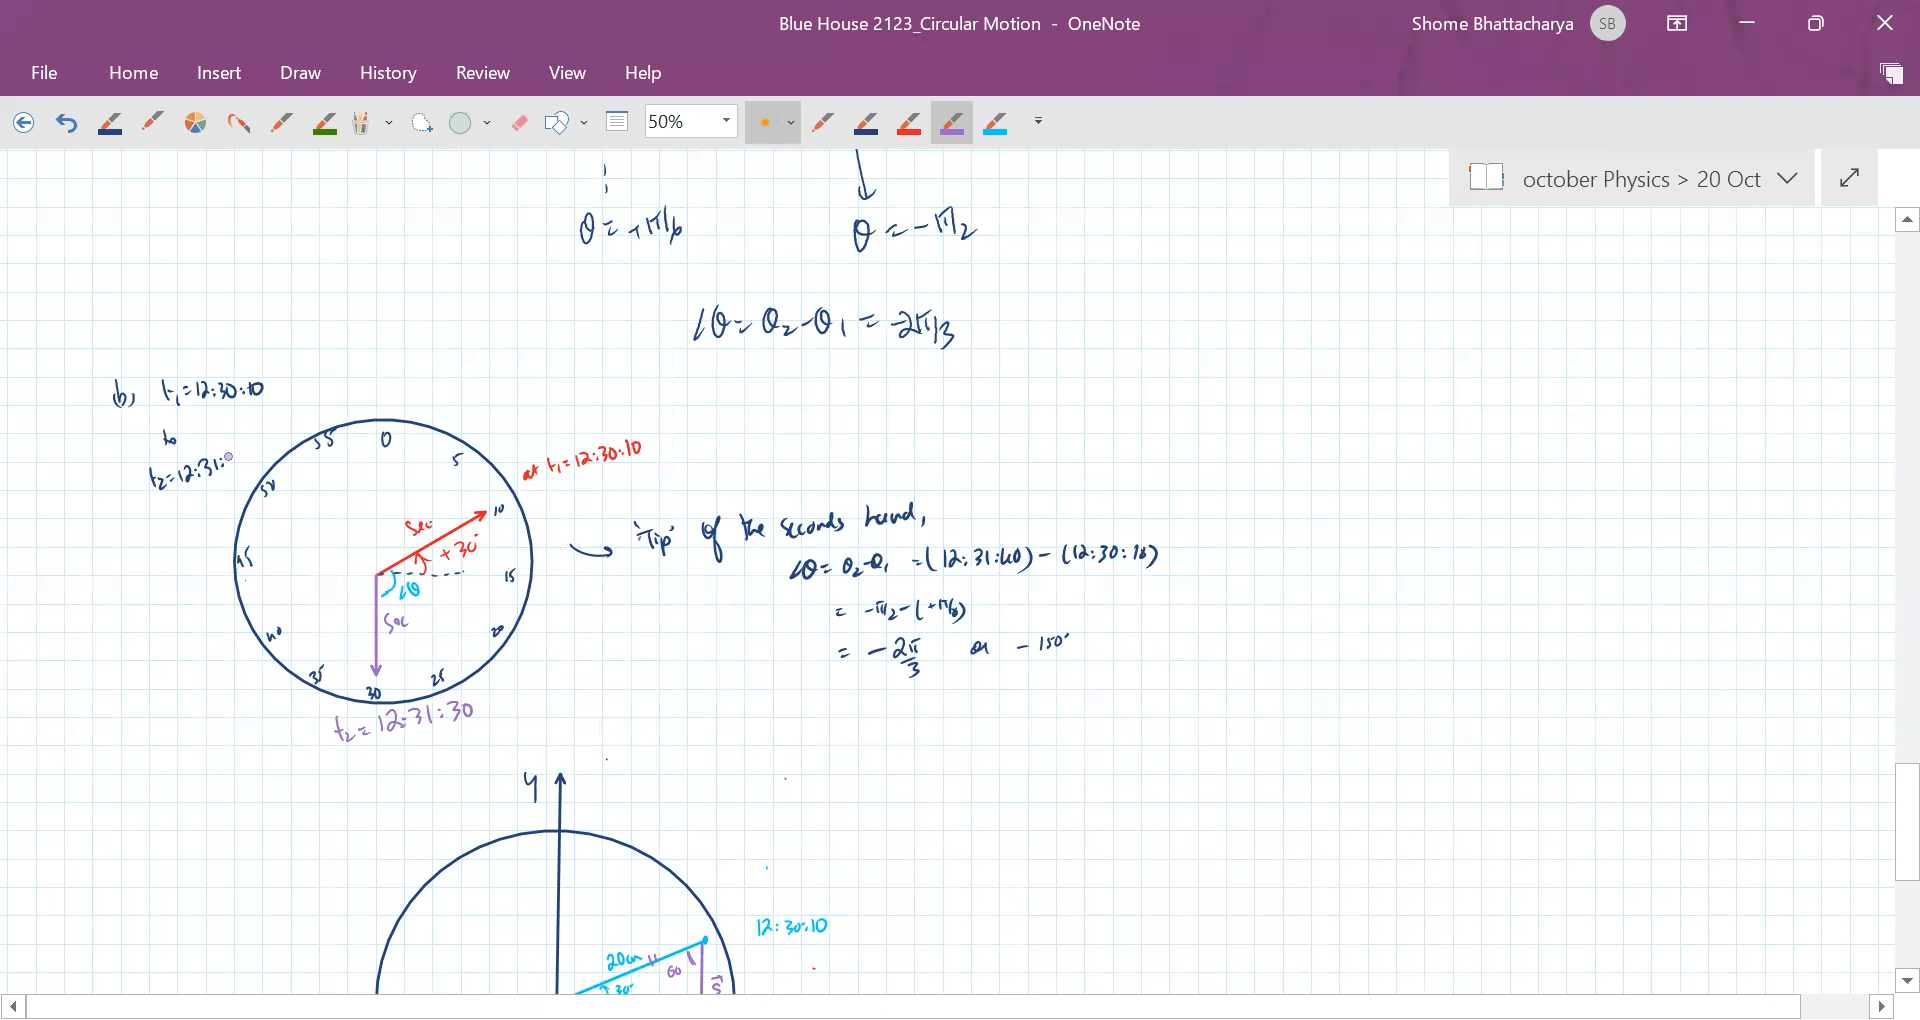 Blue House 2123_Circular Motion - OneNote
Shome Bhattacharya SB
File Home Insert Draw History Review View Help
50%
october Physics > 20 Oct
θ = +π/6
θ = -π/2
∠θ = θ2 - θ1 = -2π/3
b) t1 = 12:30:10
to
t2 = 12:31:
0
5
10
15
20
25
30
35
40
45
50
55
at t1 = 12:30:10
Sec
+30°
∠θ
Sec
t2 = 12:31:30
'Tip' of the seconds hand,
∠θ = θ2-θ1 = (12:31:40) - (12:30:10)
= -π/2 - (+π/6)
= - 2π/3 or - 150°
y
12:30:10
20cm
60
30°
S